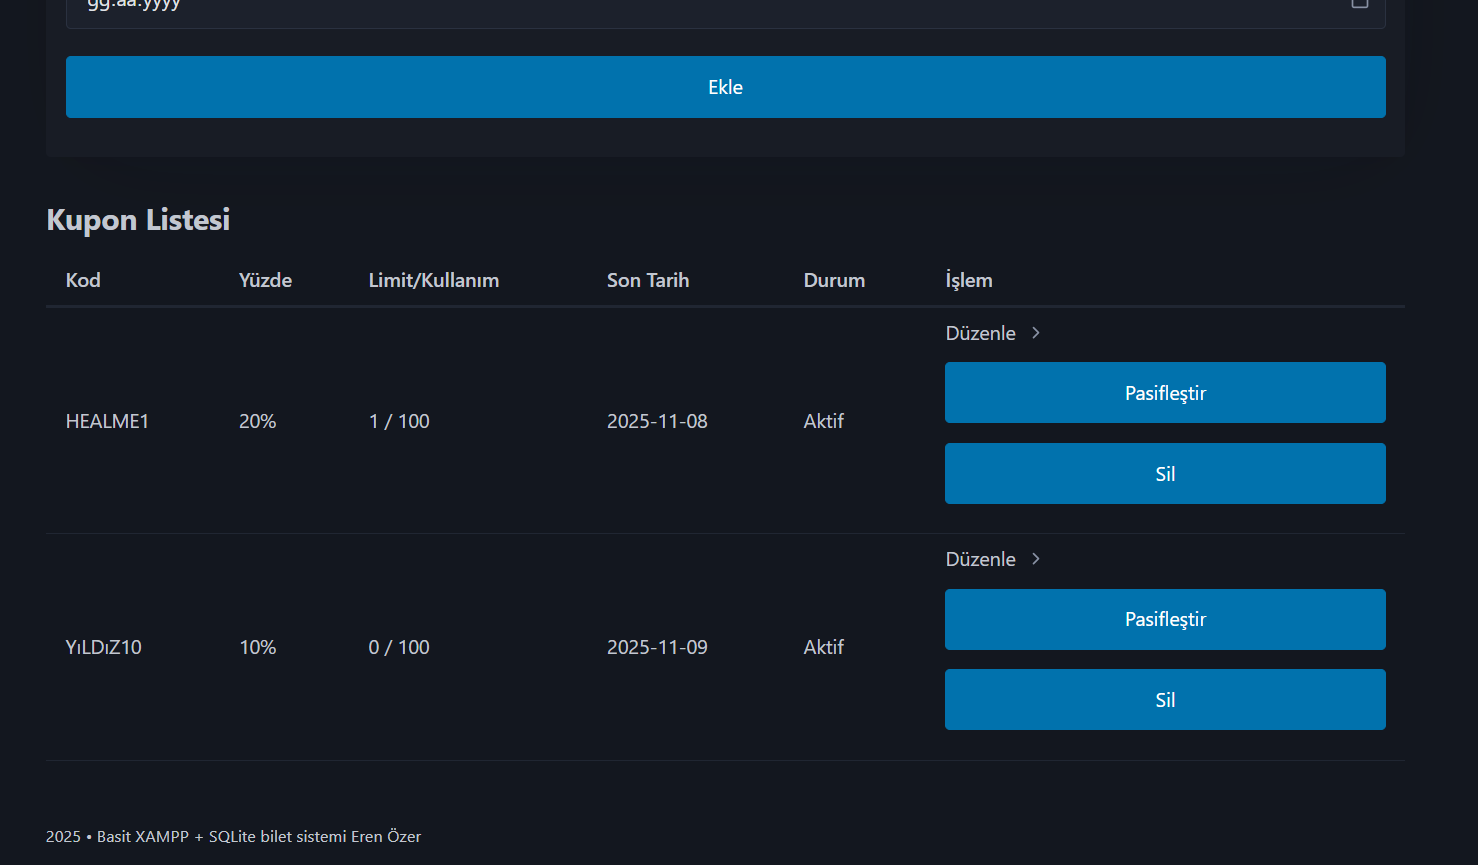 gg.aa.yyyy
Ekle
Kupon Listesi
Kod Yüzde Limit/Kullanım Son Tarih Durum İşlem
Düzenle
Pasifleştir
HEALME1 20% 1 / 100 2025-11-08 Aktif
Sil
Düzenle
Pasifleştir
YıLDıZ10 10% 0 / 100 2025-11-09 Aktif
Sil
2025 • Basit XAMPP + SQLite bilet sistemi Eren Özer